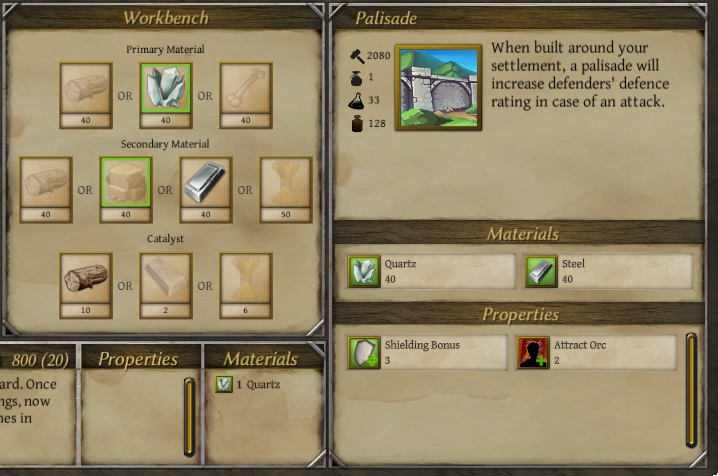 Workbench
Primary Material
OR
OR
40
40
40
Secondary Material
OR
OR
OR
40
40
40
50
Catalyst
OR
OR
10
2
6
800 (20)
ard. Once
ngs, now
nes in
Properties
Materials
1 Quartz
Palisade
2080
1
33
128
When built around your
settlement, a palisade will
increase defenders' defence
rating in case of an attack.
Materials
Quartz
40
Steel
40
Properties
Shielding Bonus
3
Attract Orc
2